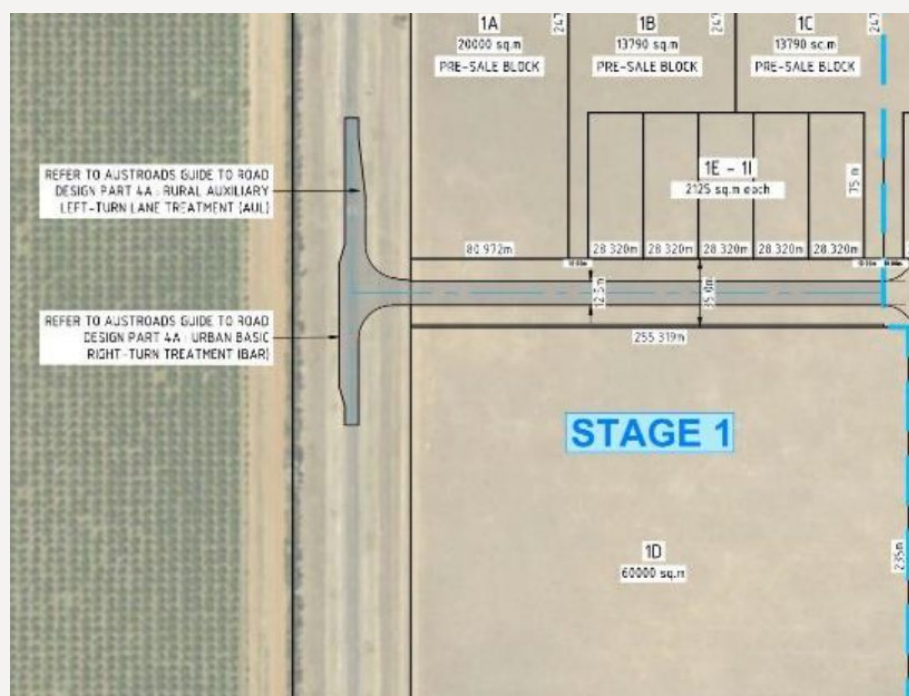 1A
20000 sq.m
PRE-SALE BLOCK
247
1B
13790 sq.m
PRE-SALE BLOCK
247
1C
13790 sq.m
PRE-SALE BLOCK
247
REFER TO AUSTROADS GUIDE TO ROAD
DESIGN PART 4A : RURAL AUXILIARY
LEFT-TURN LANE TREATMENT (AUL)
1E - 1I
2125 sq.m each
75 m
80.972m
28.320m
28.320m
28.320m
28.320m
28.320m
12.5m
35.0m
REFER TO AUSTROADS GUIDE TO ROAD
DESIGN PART 4A : URBAN BASIC
RIGHT-TURN TREATMENT (BAR)
255.319m
STAGE 1
1D
60000 sq.m
235m